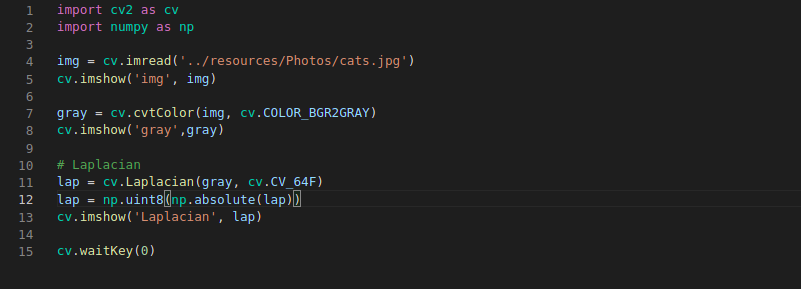 1 import cv2 as cv
2 import numpy as np
3
4 img = cv.imread('../resources/Photos/cats.jpg')
5 cv.imshow('img', img)
6
7 gray = cv.cvtColor(img, cv.COLOR_BGR2GRAY)
8 cv.imshow('gray',gray)
9
10 # Laplacian
11 lap = cv.Laplacian(gray, cv.CV_64F)
12 lap = np.uint8(np.absolute(lap))
13 cv.imshow('Laplacian', lap)
14
15 cv.waitKey(0)